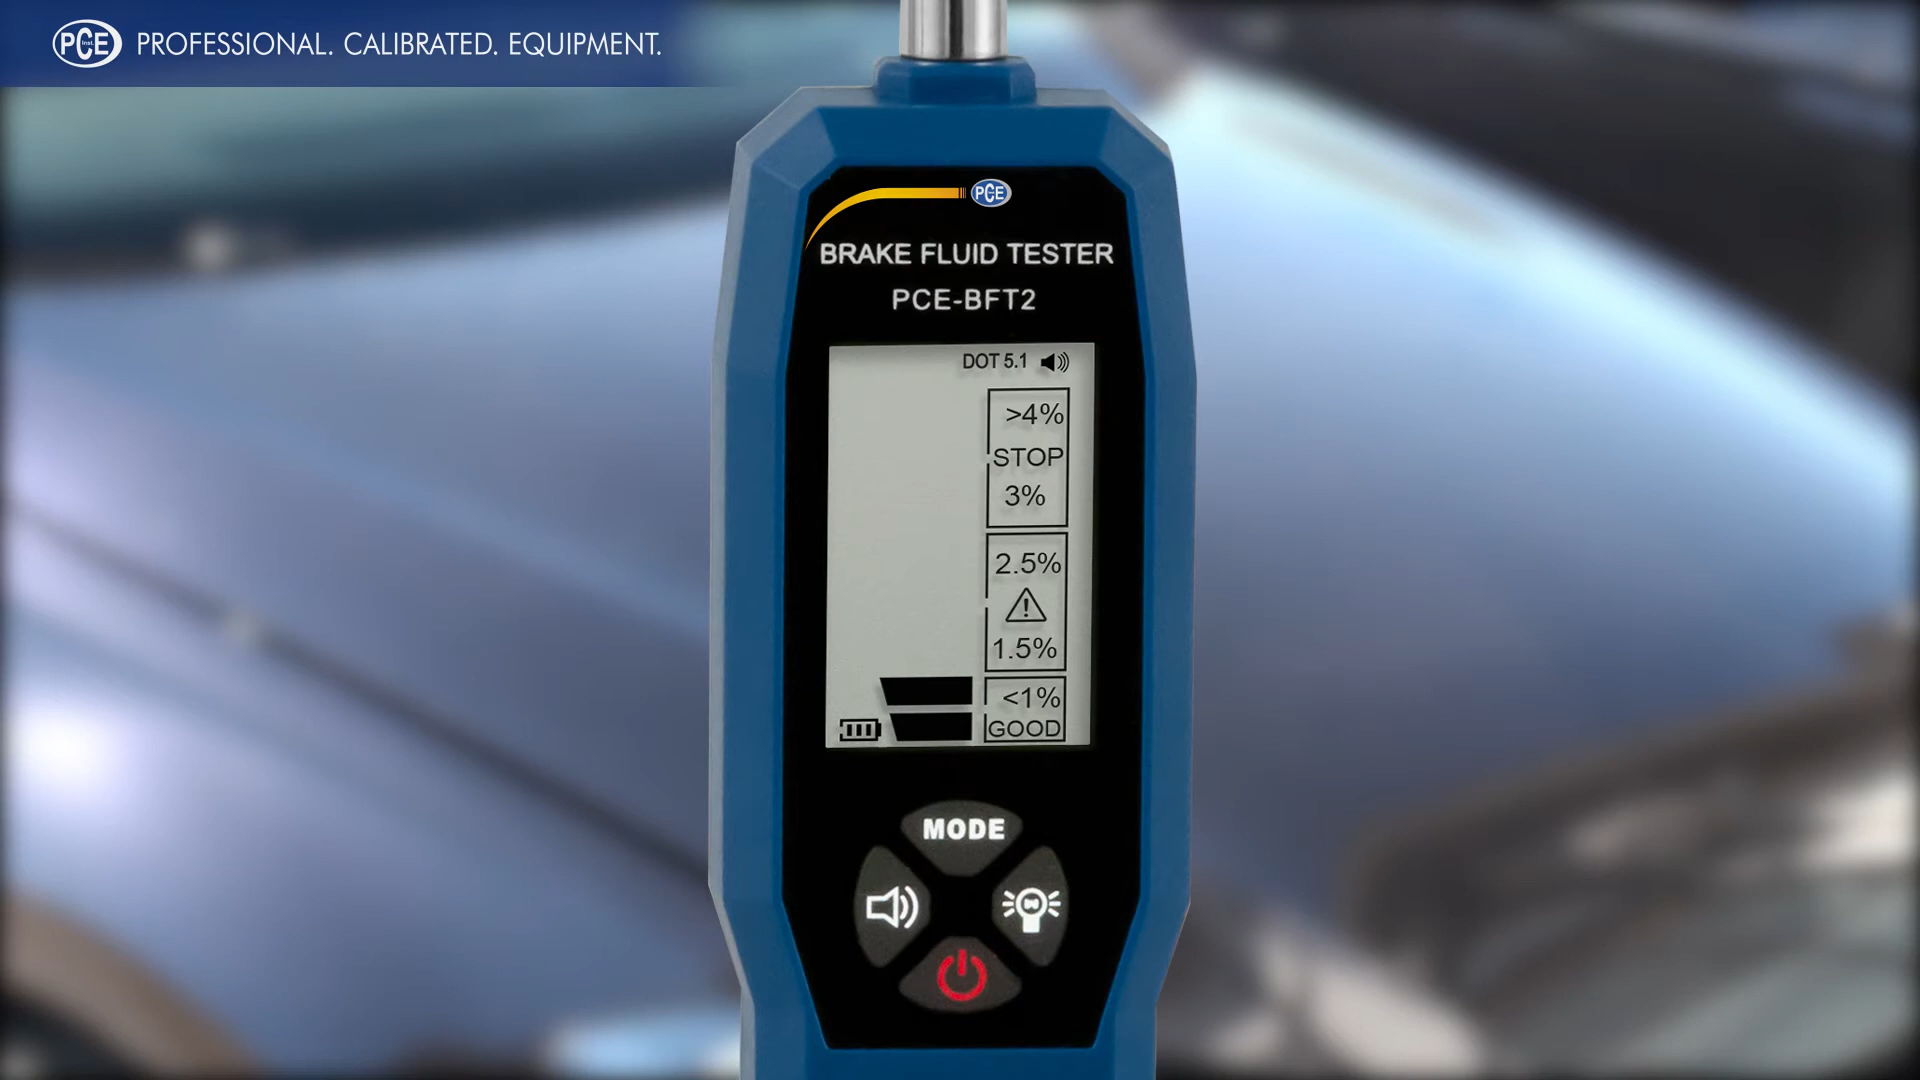 PCE Inst. PROFESSIONAL. CALIBRATED. EQUIPMENT.
PCE
BRAKE FLUID TESTER
PCE-BFT2
DOT 5.1
>4%
STOP
3%
2.5%
1.5%
<1%
GOOD
MODE